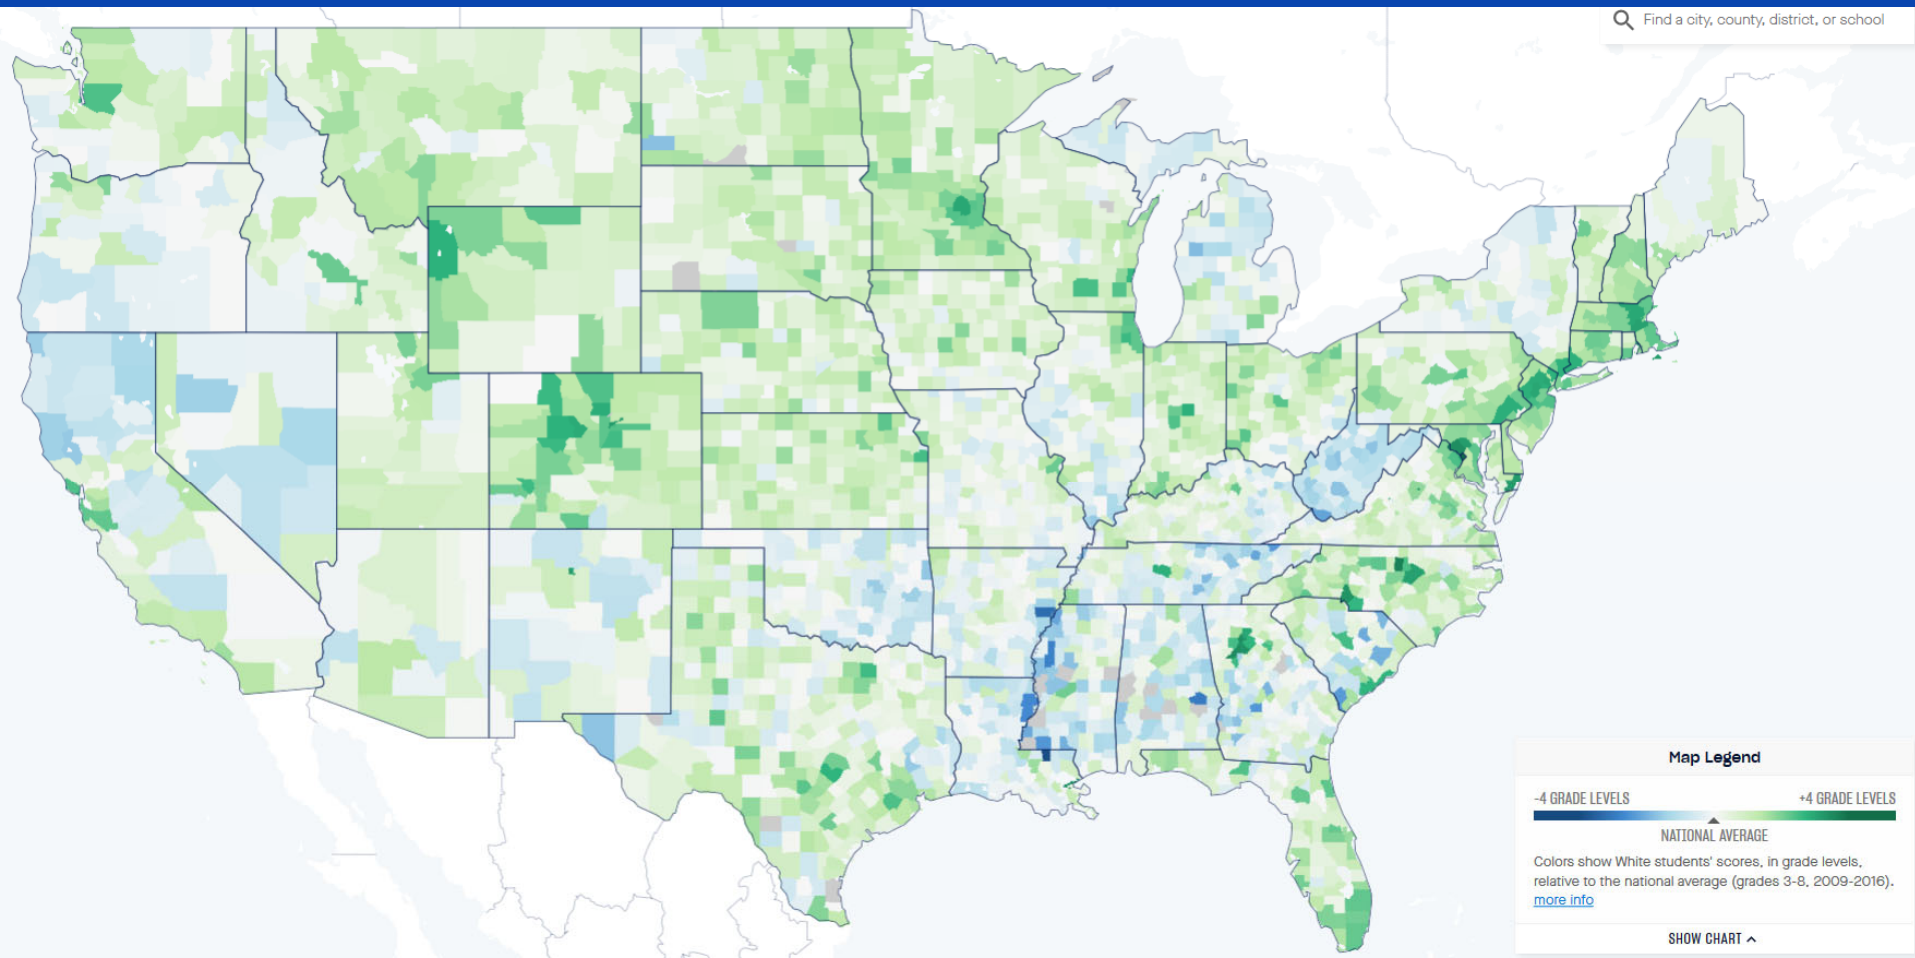 Find a city, county, district, or school
Map Legend
-4 GRADE LEVELS +4 GRADE LEVELS
NATIONAL AVERAGE
Colors show White students' scores, in grade levels,
relative to the national average (grades 3-8, 2009-2016).
more info
SHOW CHART